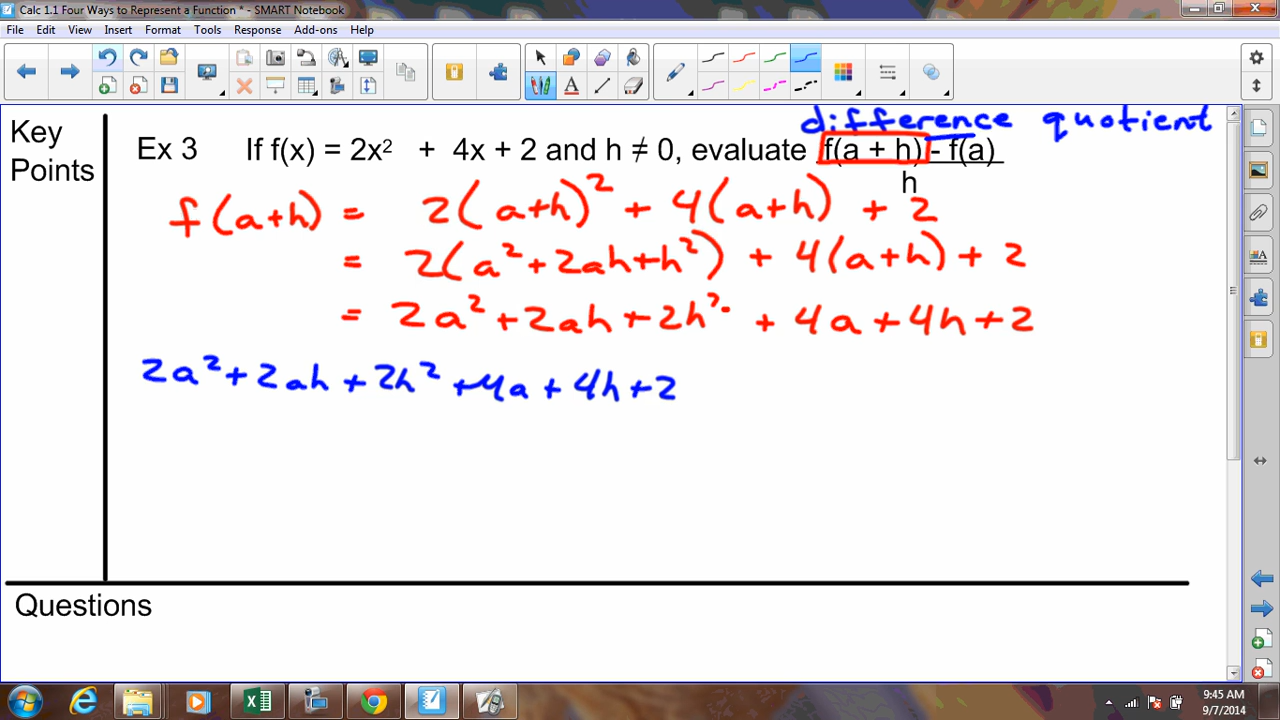 Calc 1.1 Four Ways to Represent a Function * - SMART Notebook
File Edit View Insert Format Tools Response Add-ons Help
difference quotient
Key Points
Ex 3 If f(x) = 2x² + 4x + 2 and h ≠ 0, evaluate f(a + h) - f(a)
h
f(a+h) = 2(a+h)² + 4(a+h) + 2
= 2(a²+2ah+h²) + 4(a+h) + 2
= 2a²+2ah+2h² + 4a+4h+2
2a²+2ah+2h²+4a+4h+2
Questions
9:45 AM
9/7/2014